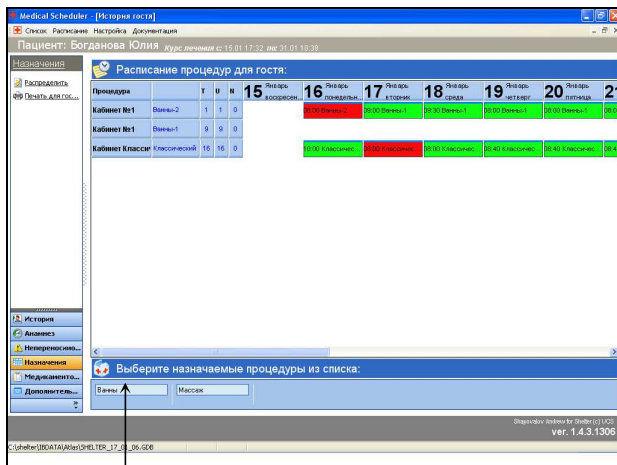 Medical Scheduler - [История гостя]
Список Расписание Настройка Документация
Пациент: Богданова Юлия Курс лечения с: 15.01 17:32 по: 31.01 18:38
Назначения
Распределить
Печать для гос...
Расписание процедур для гостя:
Процедура T U N 15 Январь воскресен... 16 Январь понедельн... 17 Январь вторник 18 Январь среда 19 Январь четверг 20 Январь пятница 21
Кабинет №1 Ванны-2 1 1 0 08:00 Ванны-2 09:00 Ванны-1 09:30 Ванны-1 08:00 Ванны-1 08:00 Ванны-1
Кабинет №1 Ванны-1 9 9 0
Кабинет Класси Классический 16 16 0 10:00 Классичес... 08:00 Классичес... 08:00 Классичес... 08:40 Классичес... 08:40 Классичес...
История
Анамнез
Непереносимо...
Назначения
Медикаменто...
Дополнитель...
Выберите назначаемые процедуры из списка:
Ванны Массаж
Shapovalov Andrew for Shelter (c) UCS
ver. 1.4.3.1306
C:\shelter\IBDATA\Atlas\SHELTER_17_01_06.GDB